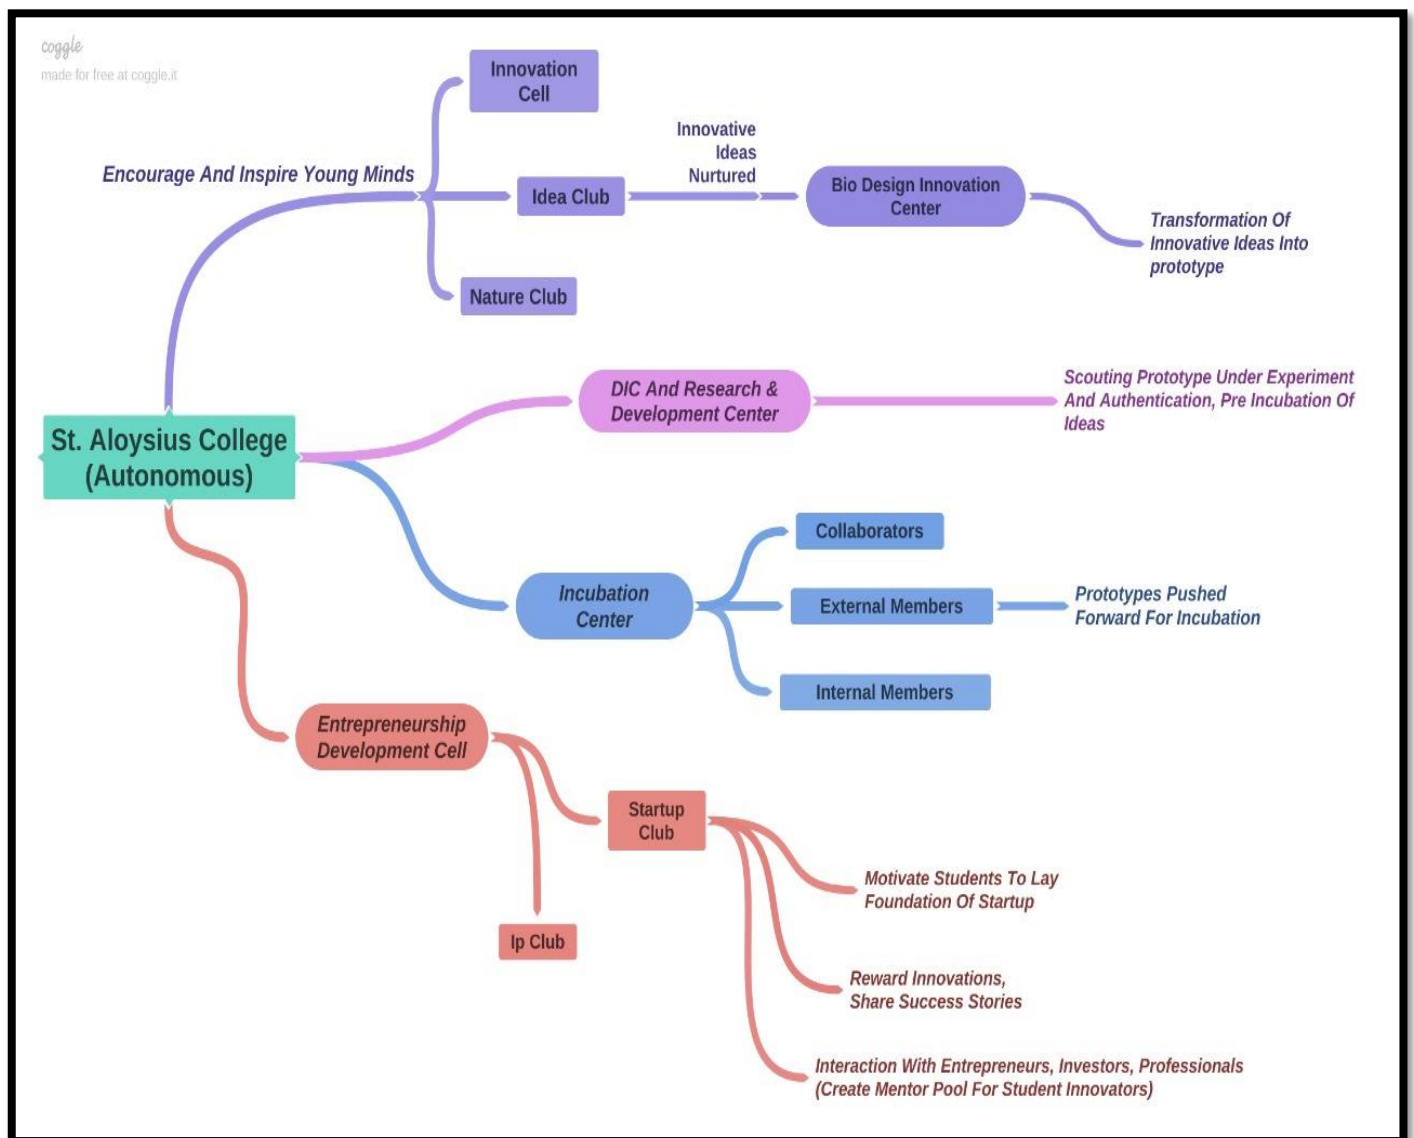 coggle
made for free at coggle.it
Innovation
Cell
Encourage And Inspire Young Minds
Idea Club
Innovative
Ideas
Nurtured
Bio Design Innovation
Center
Transformation Of
Innovative Ideas Into
prototype
Nature Club
DIC And Research &
Development Center
Scouting Prototype Under Experiment
And Authentication, Pre Incubation Of
Ideas
St. Aloysius College
(Autonomous)
Incubation
Center
Collaborators
External Members
Prototypes Pushed
Forward For Incubation
Internal Members
Entrepreneurship
Development Cell
Startup
Club
Ip Club
Motivate Students To Lay
Foundation Of Startup
Reward Innovations,
Share Success Stories
Interaction With Entrepreneurs, Investors, Professionals
(Create Mentor Pool For Student Innovators)